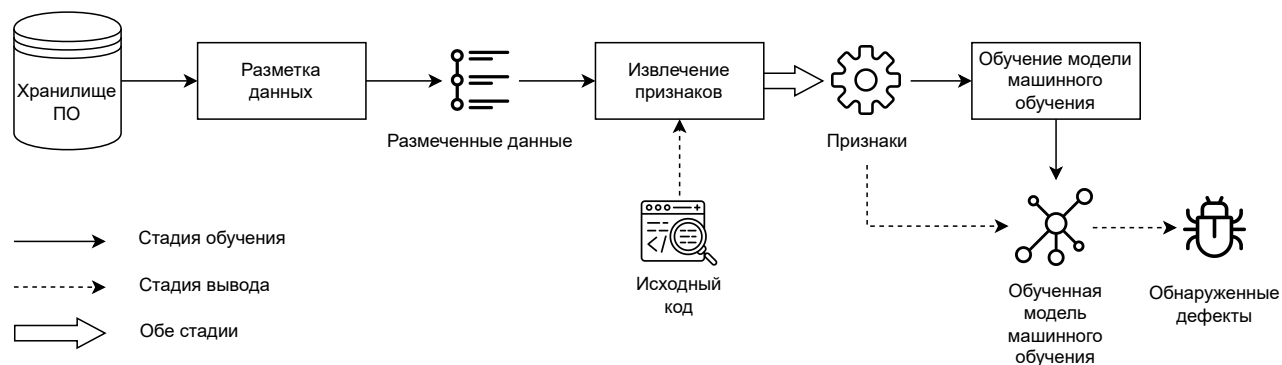 Хранилище
ПО
Разметка
данных
Размеченные данные
Извлечение
признаков
Признаки
Обучение модели
машинного
обучения
Стадия обучения
Стадия вывода
Обе стадии
</>
Исходный
код
Обученная
модель
машинного
обучения
Обнаруженные
дефекты